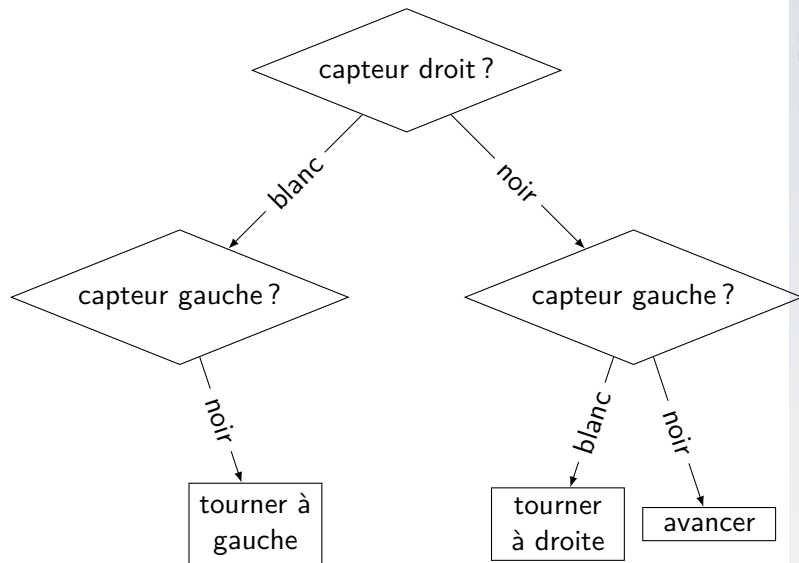 capteur droit ?
blanc
noir
capteur gauche ?
capteur gauche ?
noir
blanc
noir
tourner à
gauche
tourner
à droite
avancer